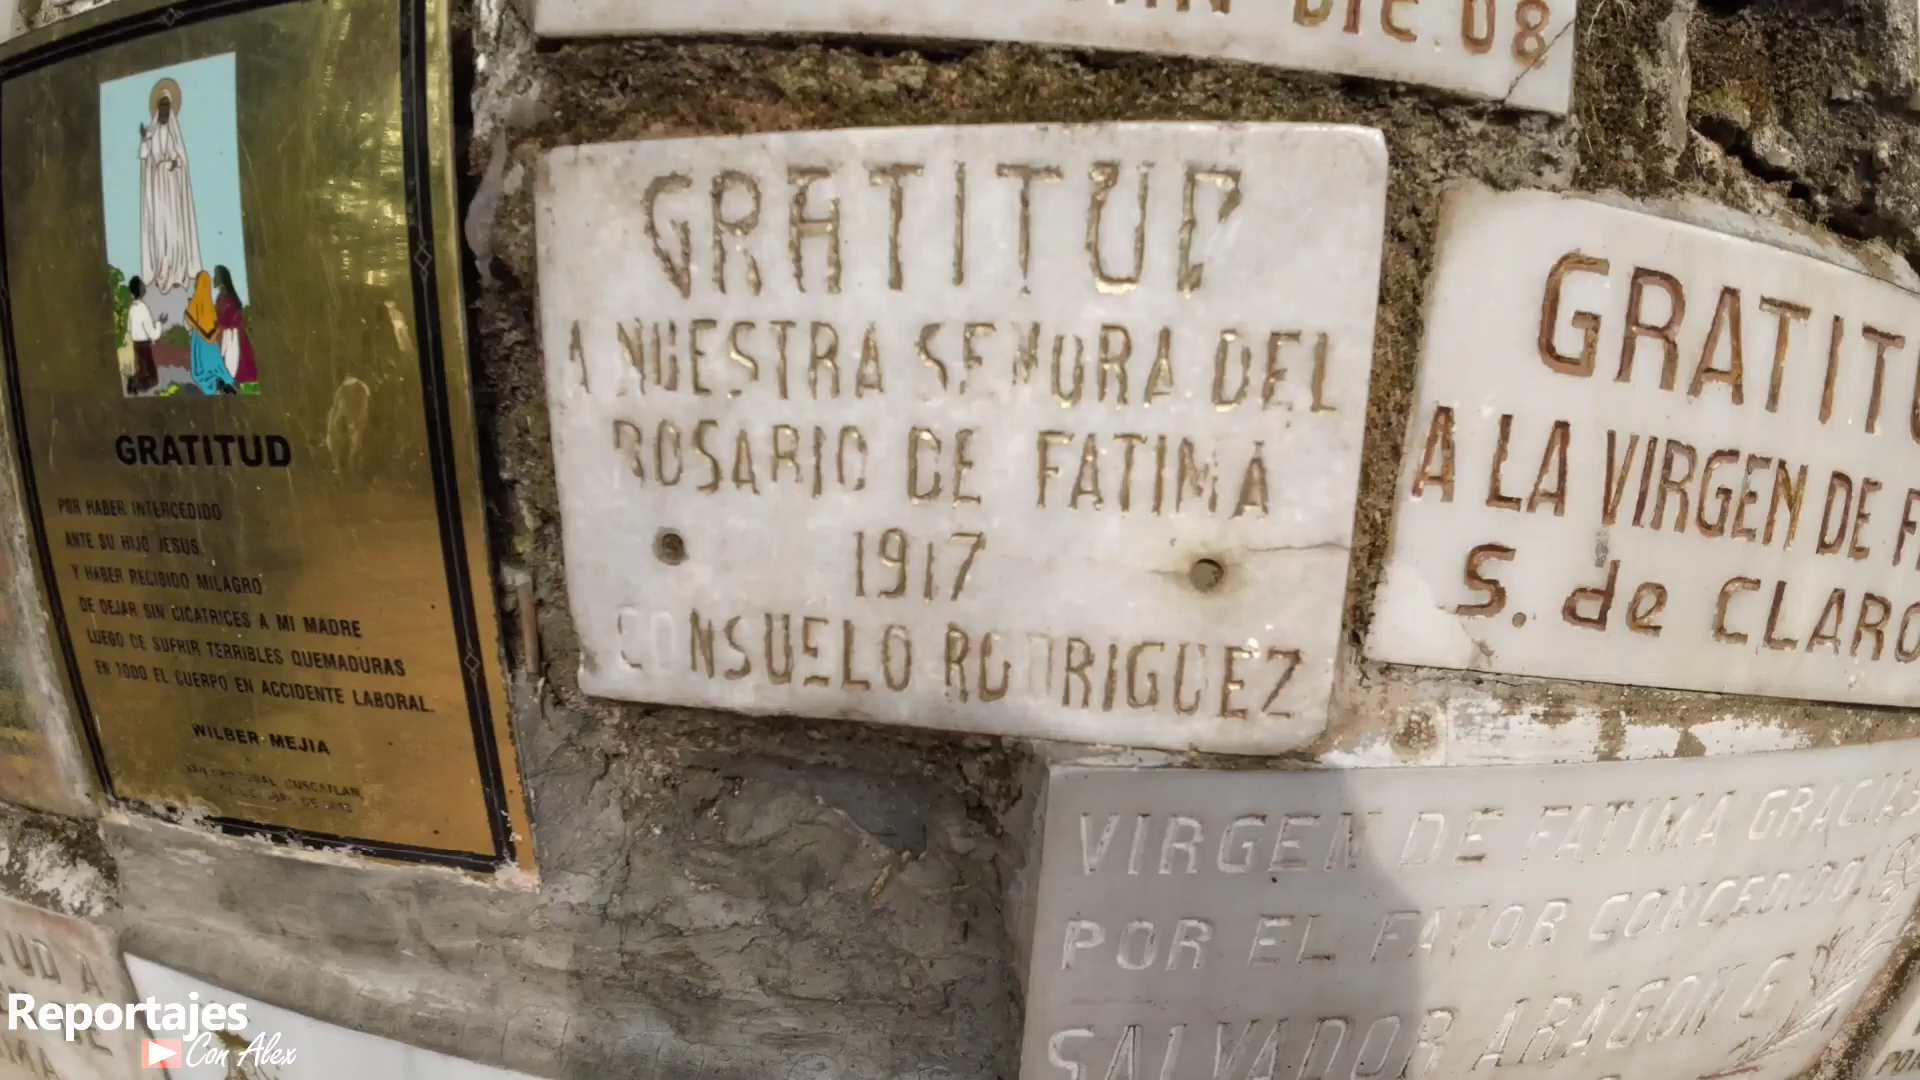 DIC. 08
GRATITUD
POR HABER INTERCEDIDO
ANTE SU HIJO JESUS.
Y HABER RECIBIDO MILAGRO
DE DEJAR SIN CICATRICES A MI MADRE
LUEGO DE SUFRIR TERRIBLES QUEMADURAS
EN TODO EL CUERPO EN ACCIDENTE LABORAL.
WILBER MEJIA
CUSCATLAN
GRATITUD
A NUESTRA SEÑORA DEL
ROSARIO DE FATIMA
1917
CONSUELO RODRIGUEZ
GRATITU
A LA VIRGEN DE F
S. de CLARO
VIRGEN DE FATIMA GRACIAS
POR EL FAVOR CONCEDIDO
SALVADOR ARAGON G
UD A
Reportajes
Con Alex